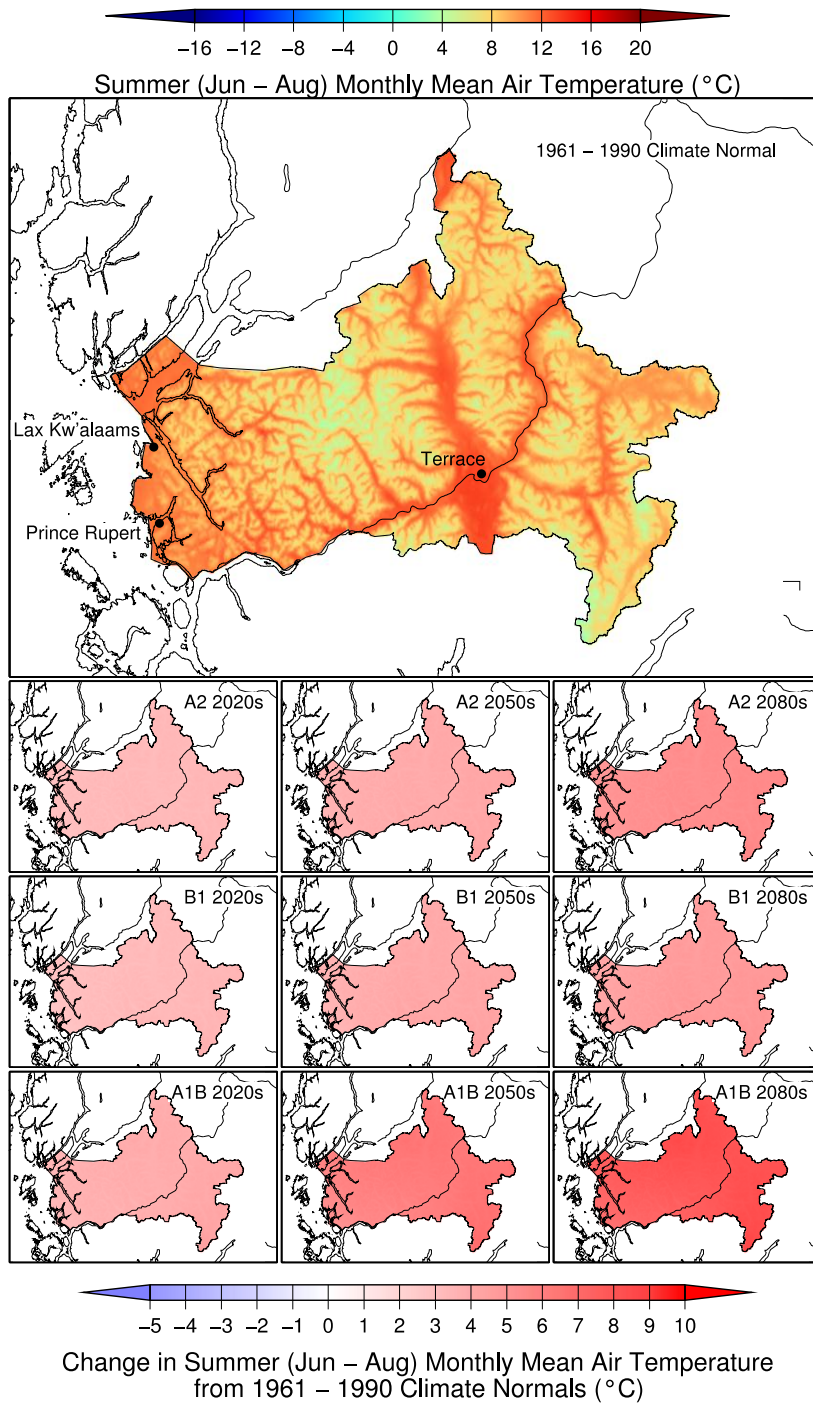 −16 −12 −8 −4 0 4 8 12 16 20
Summer (Jun − Aug) Monthly Mean Air Temperature (°C)
1961 − 1990 Climate Normal
Lax Kw'alaams
Terrace
Prince Rupert
A2 2020s
A2 2050s
A2 2080s
B1 2020s
B1 2050s
B1 2080s
A1B 2020s
A1B 2050s
A1B 2080s
−5 −4 −3 −2 −1 0 1 2 3 4 5 6 7 8 9 10
Change in Summer (Jun − Aug) Monthly Mean Air Temperature
from 1961 − 1990 Climate Normals (°C)